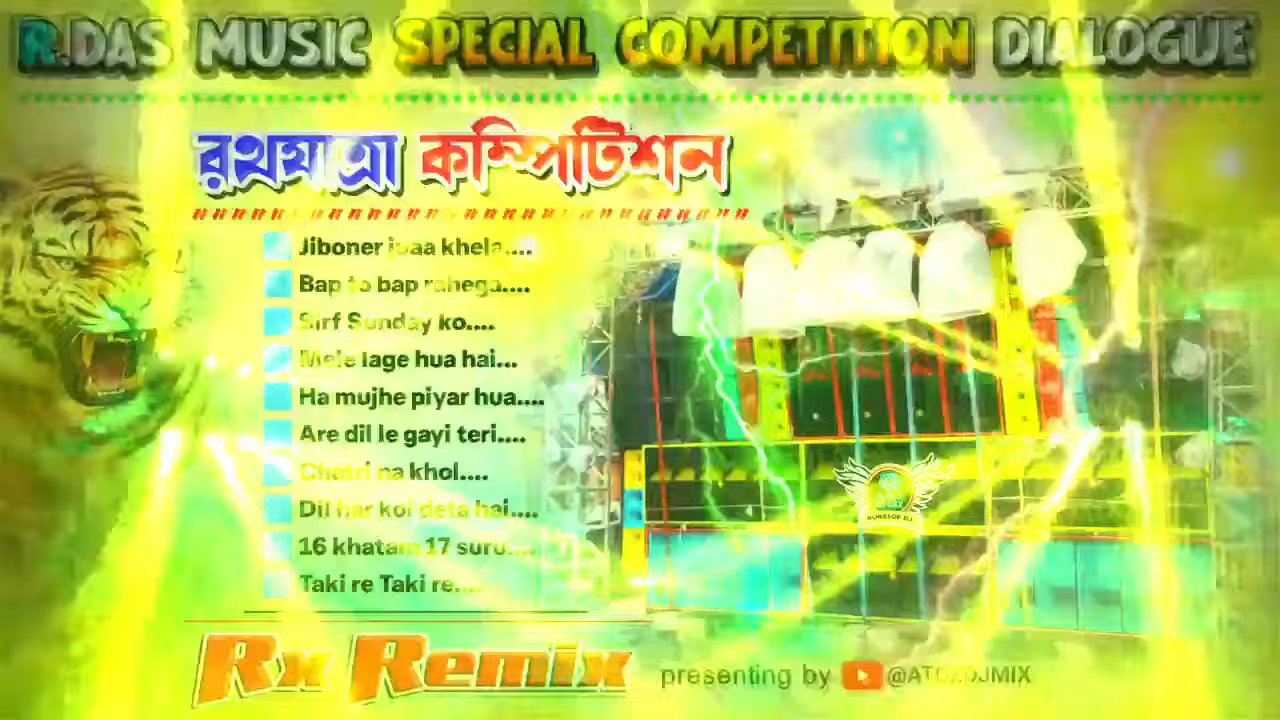 R.DAS MUSIC SPECIAL COMPETITION DIALOGUE
রথযাত্রা কম্পিটিশন
Jiboner khela....
Bap to bap rahega....
Sirf Sunday ko....
Mele lage hua hai...
Ha mujhe piyar hua....
Are dil le gayi teri....
Chatri na khol....
Dil har koi deta hai....
16 khatam 17 suru....
Taki re Taki re....
Rx Remix
presenting by @ATOZDJMIX